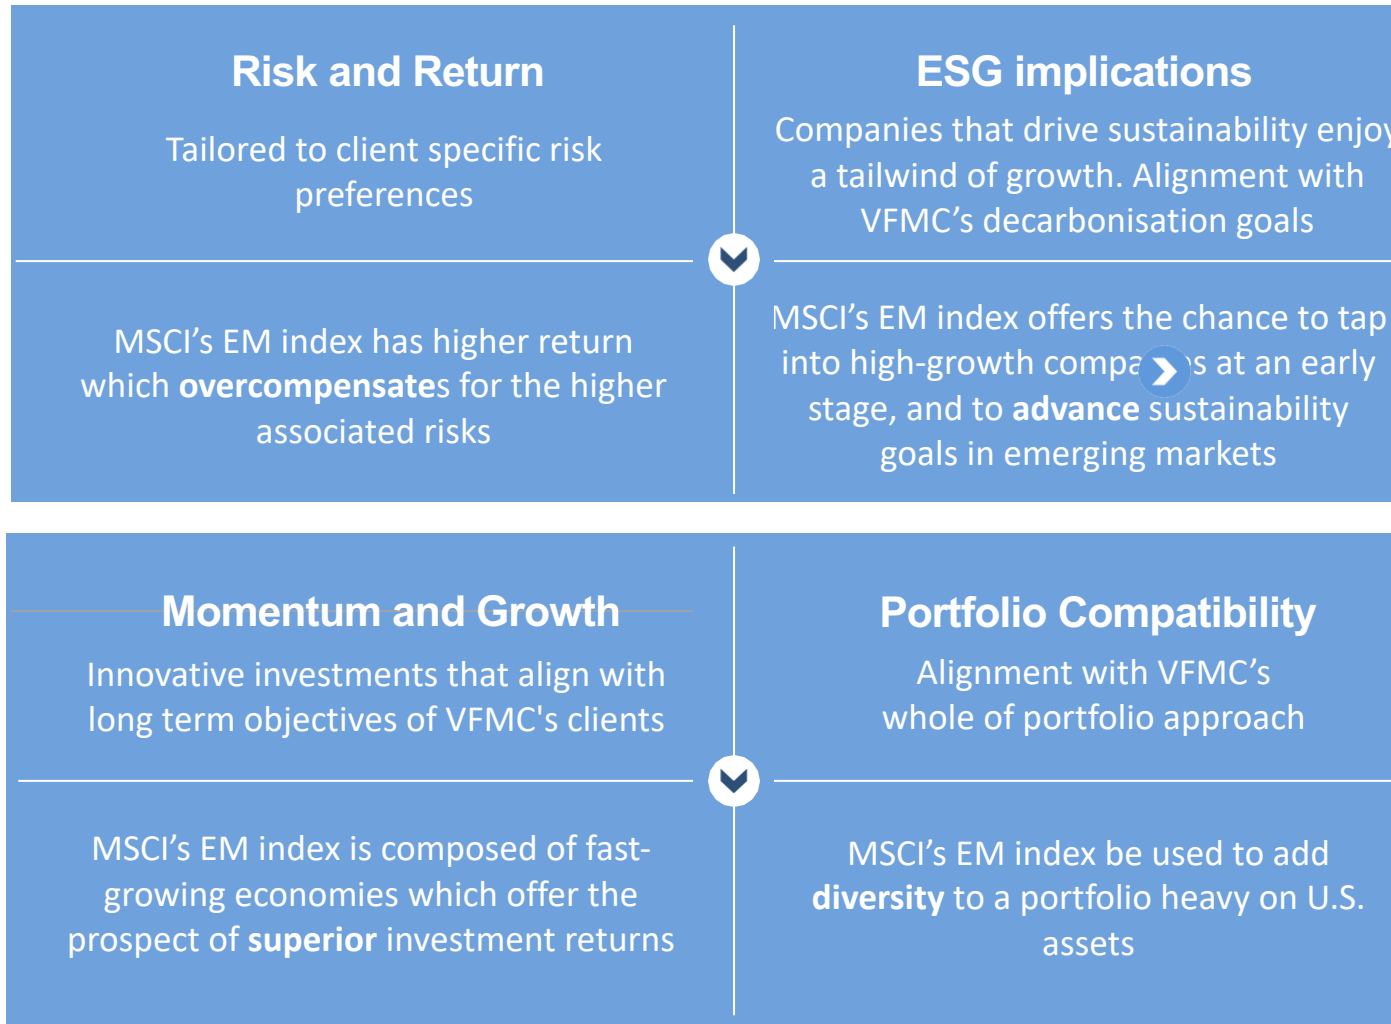 Risk and Return
Tailored to client specific risk
preferences
MSCI’s EM index has higher return
which overcompensates for the higher
associated risks
ESG implications
Companies that drive sustainability enjoy
a tailwind of growth. Alignment with
VFMC’s decarbonisation goals
MSCI’s EM index offers the chance to tap
into high-growth compa s at an early
stage, and to advance sustainability
goals in emerging markets
Momentum and Growth
Innovative investments that align with
long term objectives of VFMC's clients
MSCI’s EM index is composed of fast-
growing economies which offer the
prospect of superior investment returns
Portfolio Compatibility
Alignment with VFMC’s
whole of portfolio approach
MSCI’s EM index be used to add
diversity to a portfolio heavy on U.S.
assets